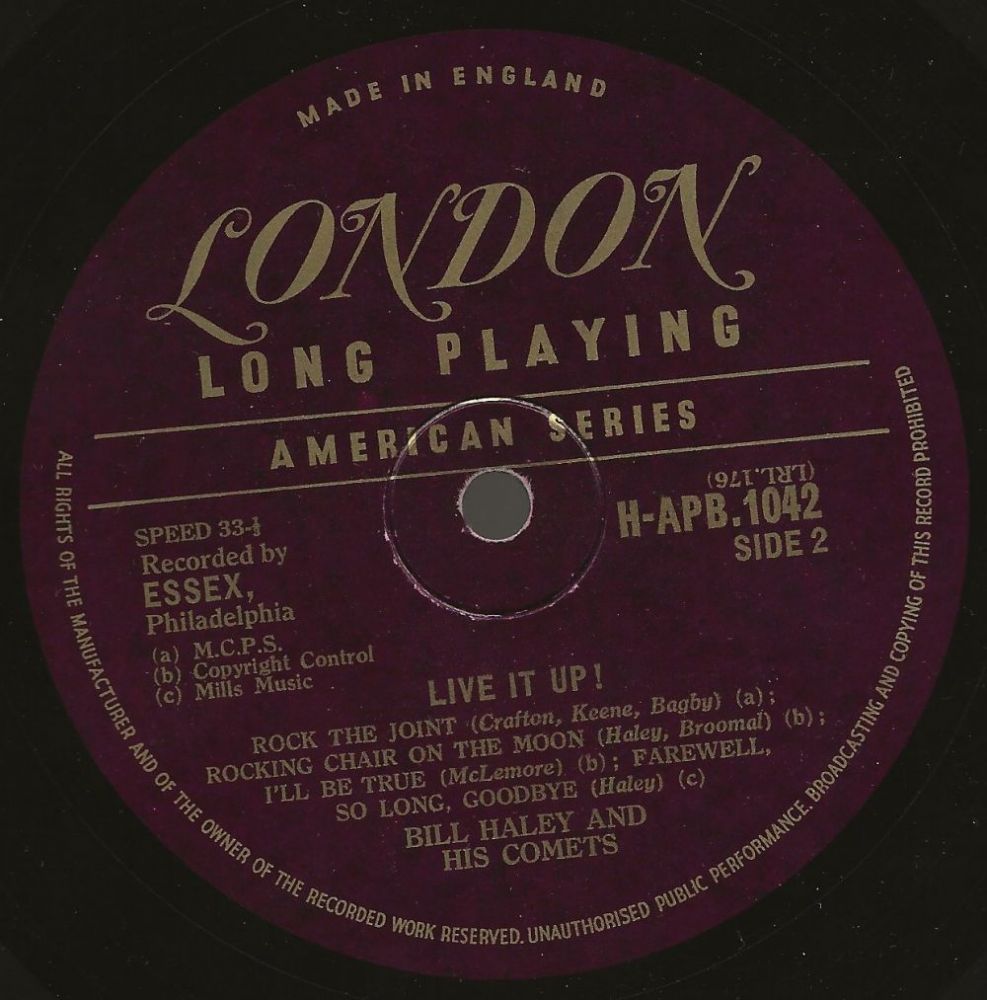 MADE IN ENGLAND
LONDON
LONG PLAYING
AMERICAN SERIES
(LRL.176)
H-APB.1042
SIDE 2
SPEED 33-⅓
Recorded by
ESSEX,
Philadelphia
(a) M.C.P.S.
(b) Copyright Control
(c) Mills Music
LIVE IT UP!
ROCK THE JOINT (Crafton, Keene, Bagby) (a);
ROCKING CHAIR ON THE MOON (Haley, Broomal) (b);
I'LL BE TRUE (McLemore) (b); FAREWELL,
SO LONG, GOODBYE (Haley) (c)
BILL HALEY AND
HIS COMETS
ALL RIGHTS OF THE MANUFACTURER AND OF THE OWNER OF THE RECORDED WORK RESERVED. UNAUTHORISED PUBLIC PERFORMANCE, BROADCASTING AND COPYING OF THIS RECORD PROHIBITED